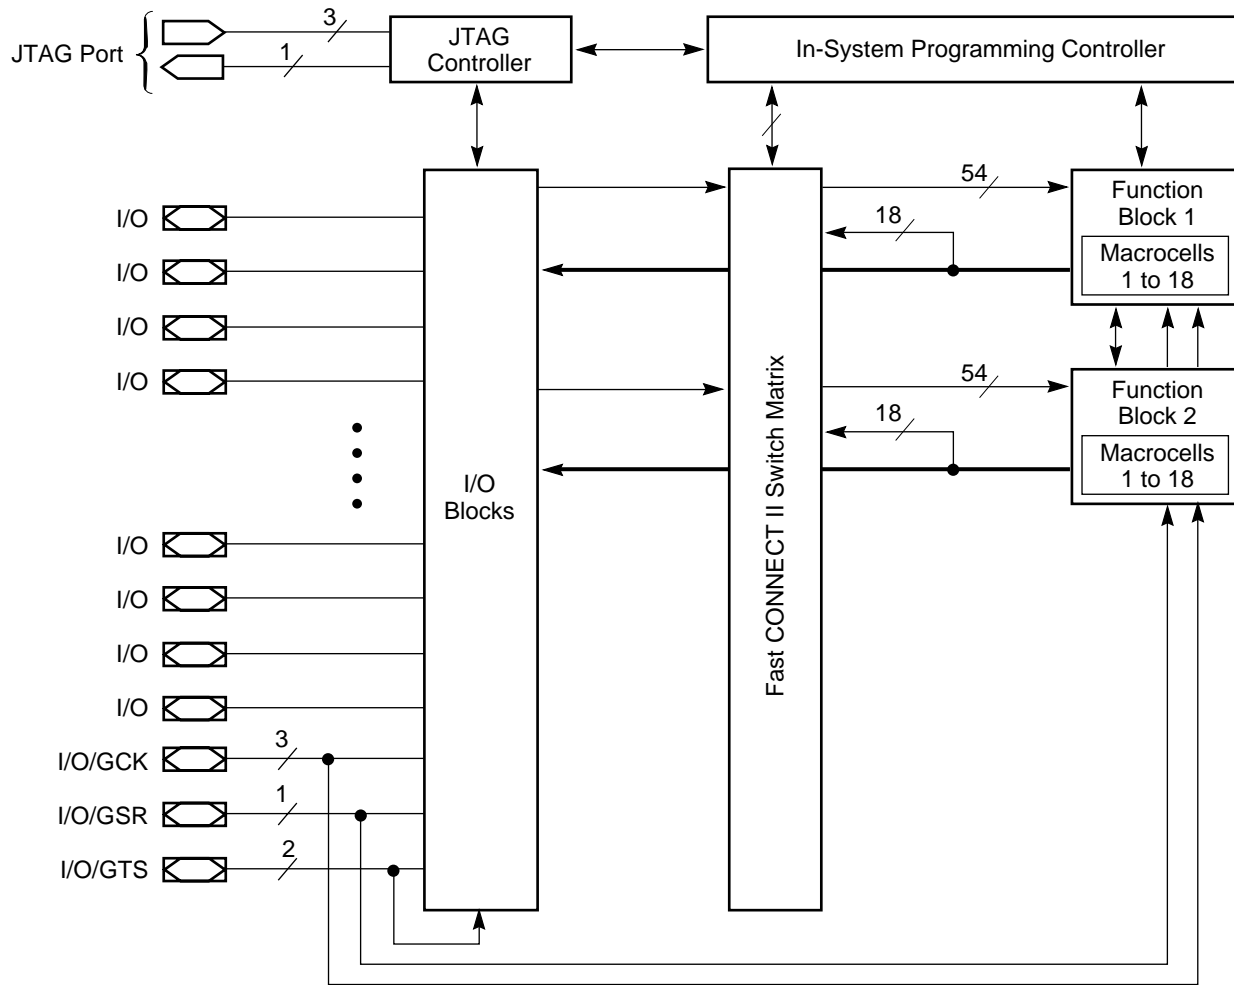 JTAG Port
3
1
JTAG
Controller
In-System Programming Controller
I/O
I/O
I/O
I/O
I/O
I/O
I/O
I/O
I/O/GCK
3
I/O/GSR
1
I/O/GTS
2
I/O
Blocks
Fast CONNECT II Switch Matrix
54
18
Function
Block 1
Macrocells
1 to 18
54
18
Function
Block 2
Macrocells
1 to 18